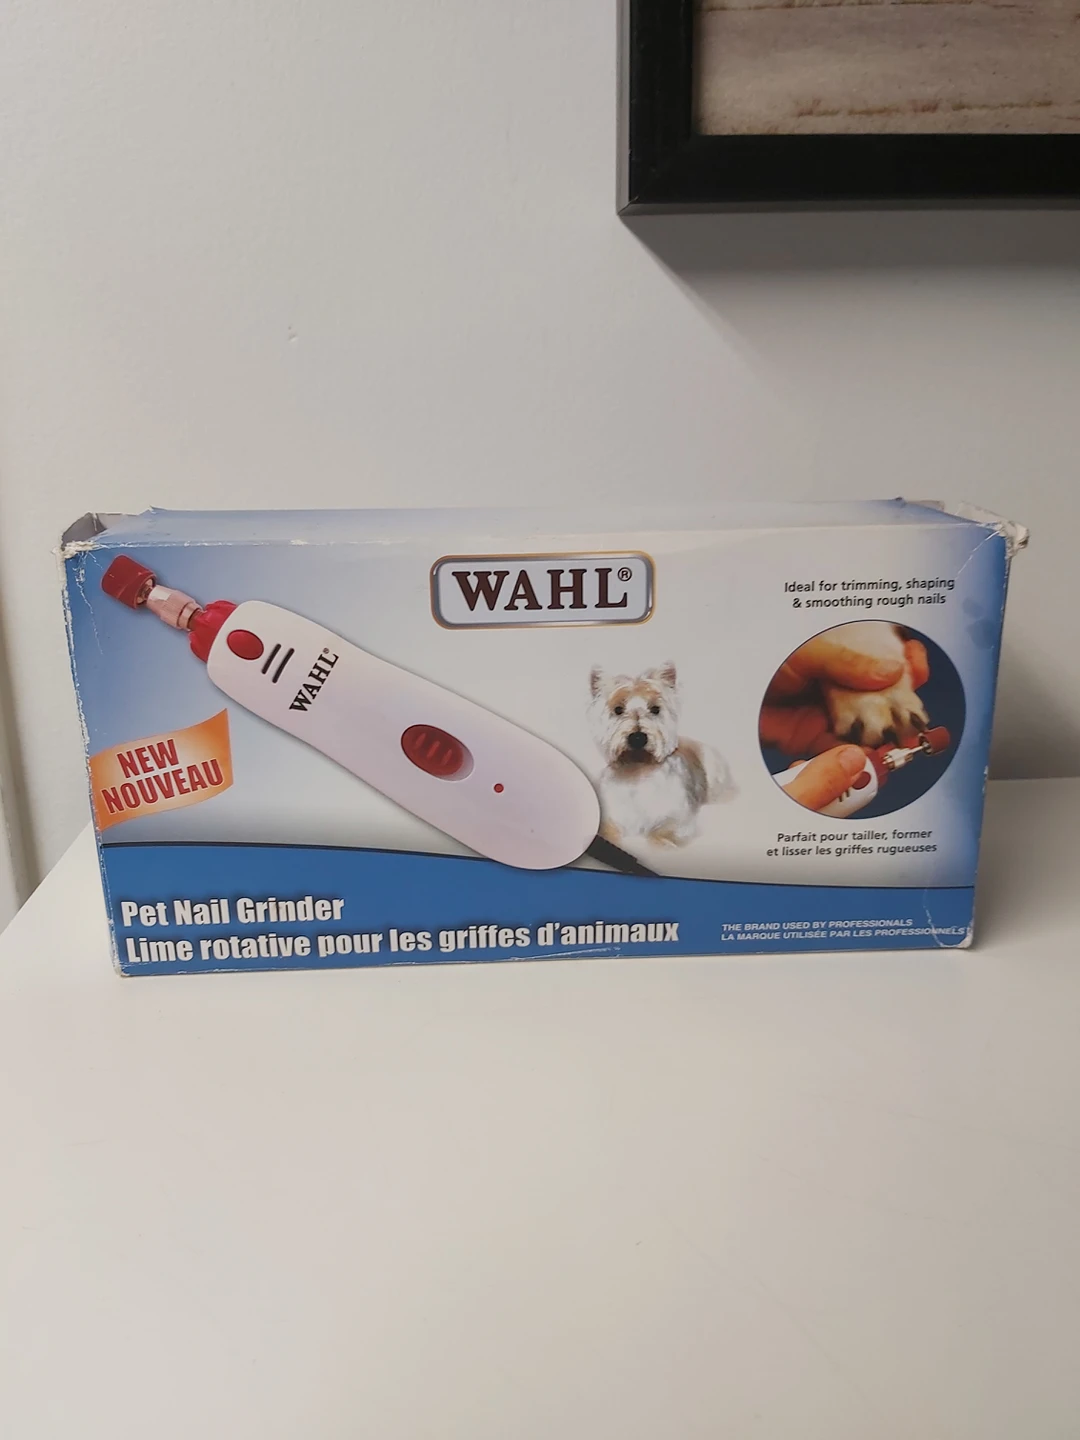 WAHL®
Ideal for trimming, shaping
& smoothing rough nails
WAHL®
NEW
NOUVEAU
Parfait pour tailler, former
et lisser les griffes rugueuses
Pet Nail Grinder
Lime rotative pour les griffes d'animaux
THE BRAND USED BY PROFESSIONALS
LA MARQUE UTILISÉE PAR LES PROFESSIONNELS